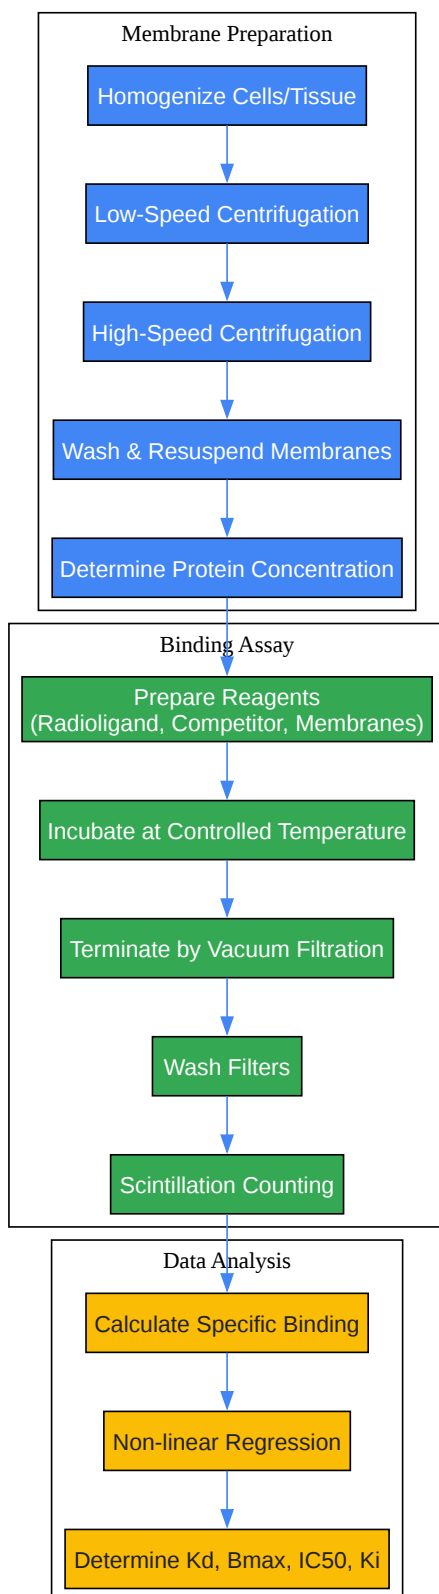 Membrane Preparation
Homogenize Cells/Tissue
Low-Speed Centrifugation
High-Speed Centrifugation
Wash & Resuspend Membranes
Determine Protein Concentration
Binding Assay
Prepare Reagents
(Radioligand, Competitor, Membranes)
Incubate at Controlled Temperature
Terminate by Vacuum Filtration
Wash Filters
Scintillation Counting
Data Analysis
Calculate Specific Binding
Non-linear Regression
Determine Kd, Bmax, IC50, Ki